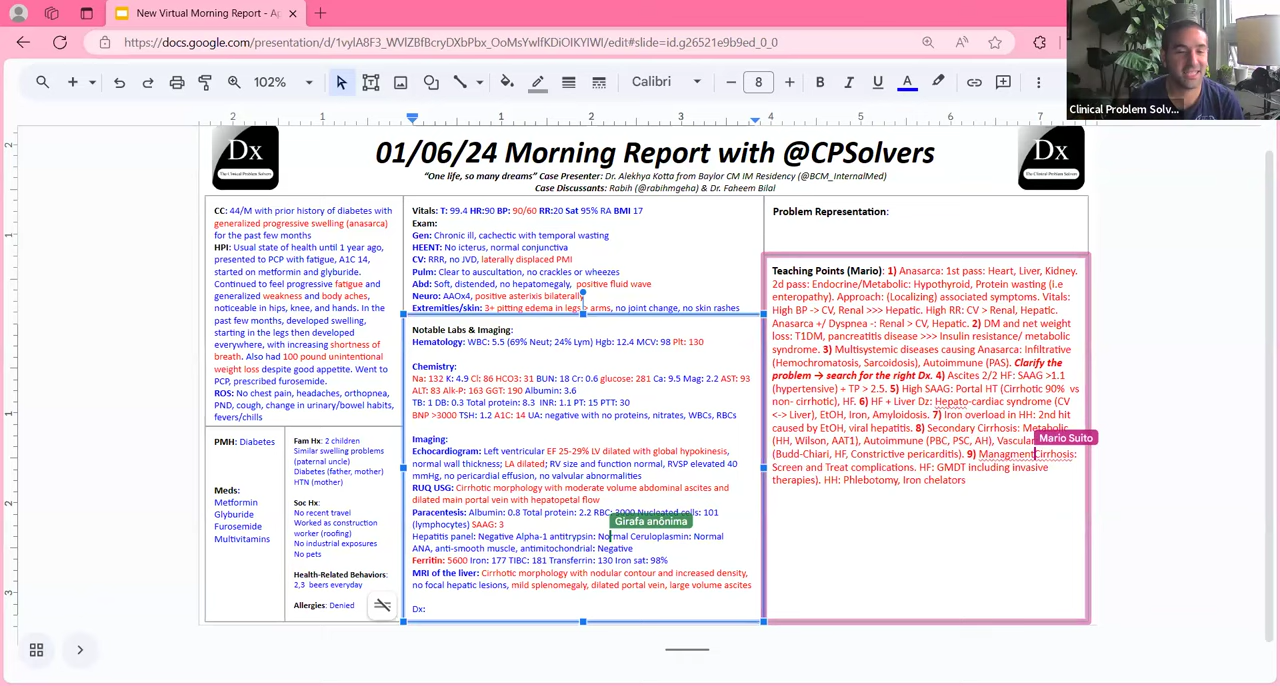 New Virtual Morning Report - Ap
https://docs.google.com/presentation/d/1vylA8F3_WVlZBfBcryDXbPbx_OoMsYwlfKDiOIKYIWI/edit#slide=id.g26521e9b9ed_0_0
102%
Calibri
8
Clinical Problem Solv...
Dx
The Clinical Problem Solvers
01/06/24 Morning Report with @CPSolvers
"One life, so many dreams" Case Presenter: Dr. Alekhya Kotta from Baylor CM IM Residency (@BCM_InternalMed)
Case Discussants: Rabih (@rabihmgeha) & Dr. Faheem Bilal
Dx
The Clinical Problem Solvers
CC: 44/M with prior history of diabetes with
generalized progressive swelling (anasarca)
for the past few months
HPI: Usual state of health until 1 year ago,
presented to PCP with fatigue, A1C 14,
started on metformin and glyburide.
Continued to feel progressive fatigue and
generalized weakness and body aches,
noticeable in hips, knee, and hands. In the
past few months, developed swelling,
starting in the legs then developed
everywhere, with increasing shortness of
breath. Also had 100 pound unintentional
weight loss despite good appetite. Went to
PCP, prescribed furosemide.
ROS: No chest pain, headaches, orthopnea,
PND, cough, change in urinary/bowel habits,
fevers/chills
PMH: Diabetes
Meds:
Metformin
Glyburide
Furosemide
Multivitamins
Fam Hx: 2 children
Similar swelling problems
(paternal uncle)
Diabetes (father, mother)
HTN (mother)
Soc Hx:
No recent travel
Worked as construction
worker (roofing)
No industrial exposures
No pets
Health-Related Behaviors:
2,3 beers everyday
Allergies: Denied
Vitals: T: 99.4 HR:90 BP: 90/60 RR:20 Sat 95% RA BMI 17
Exam:
Gen: Chronic ill, cachectic with temporal wasting
HEENT: No icterus, normal conjunctiva
CV: RRR, no JVD, laterally displaced PMI
Pulm: Clear to auscultation, no crackles or wheezes
Abd: Soft, distended, no hepatomegaly, positive fluid wave
Neuro: AAOx4, positive asterixis bilaterally
Extremities/skin: 3+ pitting edema in legs > arms, no joint change, no skin rashes
Notable Labs & Imaging:
Hematology: WBC: 5.5 (69% Neut; 24% Lym) Hgb: 12.4 MCV: 98 Plt: 130
Chemistry:
Na: 132 K: 4.9 Cl: 86 HCO3: 31 BUN: 18 Cr: 0.6 glucose: 281 Ca: 9.5 Mag: 2.2 AST: 93
ALT: 83 Alk-P: 163 GGT: 190 Albumin: 3.6
TB: 1 DB: 0.3 Total protein: 8.3 INR: 1.1 PT: 15 PTT: 30
BNP >3000 TSH: 1.2 A1C: 14 UA: negative with no proteins, nitrates, WBCs, RBCs
Imaging:
Echocardiogram: Left ventricular EF 25-29% LV dilated with global hypokinesis,
normal wall thickness; LA dilated; RV size and function normal, RVSP elevated 40
mmHg, no pericardial effusion, no valvular abnormalities
RUQ USG: Cirrhotic morphology with moderate volume abdominal ascites and
dilated main portal vein with hepatopetal flow
Paracentesis: Albumin: 0.8 Total protein: 2.2 RBC: 3000 Nucleated cells: 101
(lymphocytes) SAAG: 3
Girafa anônima
Hepatitis panel: Negative Alpha-1 antitrypsin: Normal Ceruloplasmin: Normal
ANA, anti-smooth muscle, antimitochondrial: Negative
Ferritin: 5600 Iron: 177 TIBC: 181 Transferrin: 130 Iron sat: 98%
MRI of the liver: Cirrhotic morphology with nodular contour and increased density,
no focal hepatic lesions, mild splenomegaly, dilated portal vein, large volume ascites
Dx:
Problem Representation:
Teaching Points (Mario): 1) Anasarca: 1st pass: Heart, Liver, Kidney.
2d pass: Endocrine/Metabolic: Hypothyroid, Protein wasting (i.e
enteropathy). Approach: (Localizing) associated symptoms. Vitals:
High BP -> CV, Renal >>> Hepatic. High RR: CV > Renal, Hepatic.
Anasarca +/ Dyspnea -: Renal > CV, Hepatic. 2) DM and net weight
loss: T1DM, pancreatitis disease >>> Insulin resistance/ metabolic
syndrome. 3) Multisystemic diseases causing Anasarca: Infiltrative
(Hemochromatosis, Sarcoidosis), Autoimmune (PAS). Clarify the
problem → search for the right Dx. 4) Ascites 2/2 HF: SAAG >1.1
(hypertensive) + TP > 2.5. 5) High SAAG: Portal HT (Cirrhotic 90% vs
non- cirrhotic), HF. 6) HF + Liver Dz: Hepato-cardiac syndrome (CV
<-> Liver), EtOH, Iron, Amyloidosis. 7) Iron overload in HH: 2nd hit
caused by EtOH, viral hepatitis. 8) Secondary Cirrhosis: Metabolic
(HH, Wilson, AAT1), Autoimmune (PBC, PSC, AH), Vascular
Mario Suito
(Budd-Chiari, HF, Constrictive pericarditis). 9) ManagmentCirrhosis:
Screen and Treat complications. HF: GMDT including invasive
therapies). HH: Phlebotomy, Iron chelators